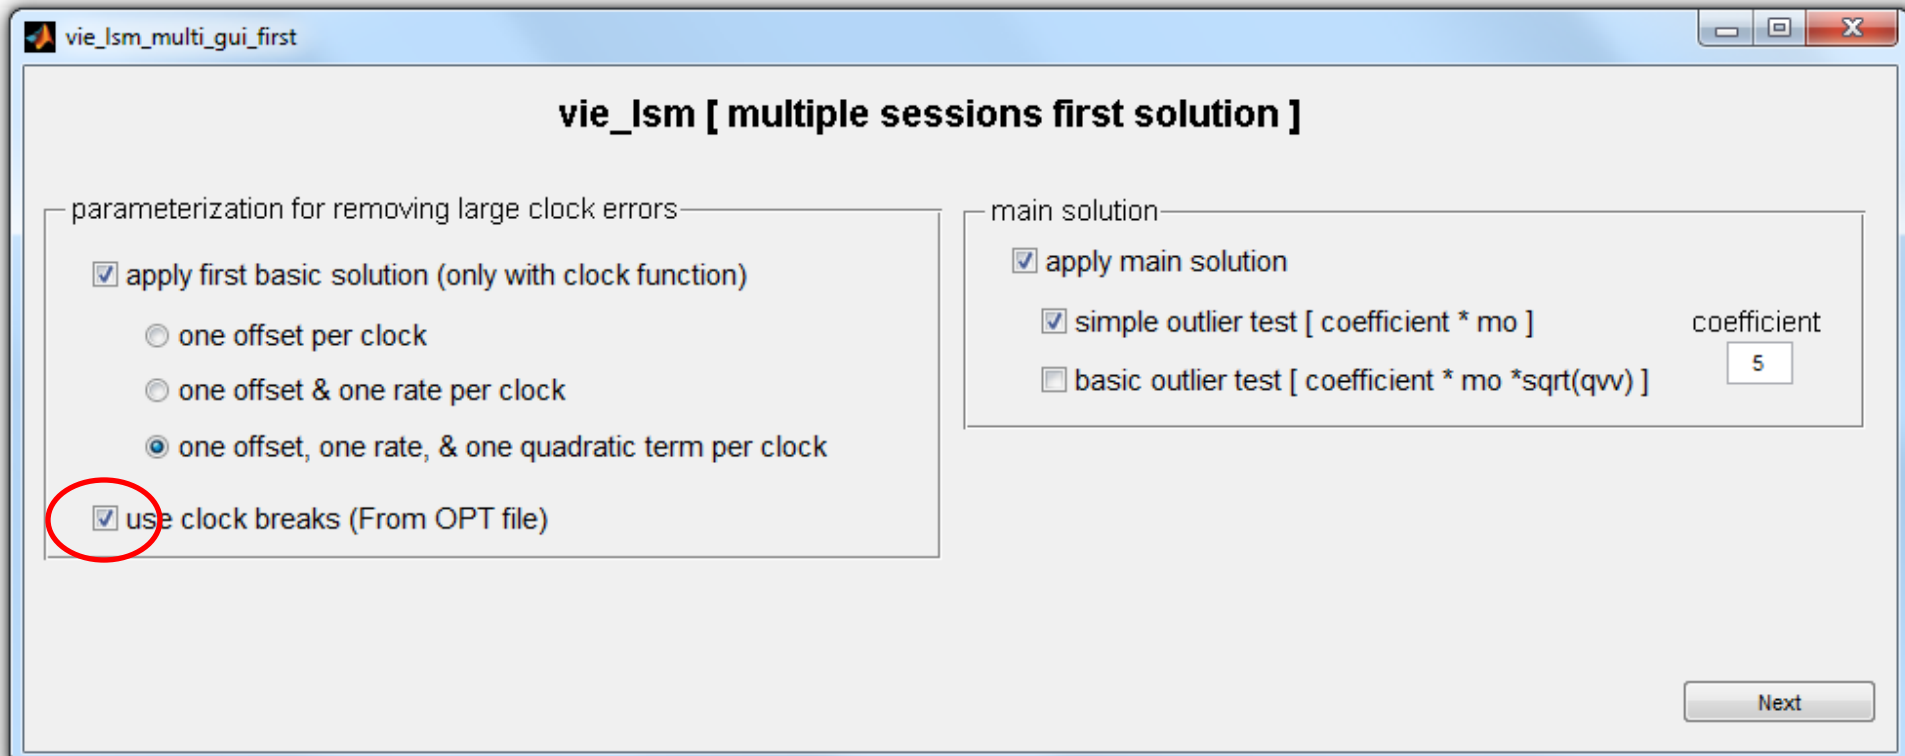 vie_lsm_multi_gui_first
vie_lsm [ multiple sessions first solution ]
parameterization for removing large clock errors
apply first basic solution (only with clock function)
one offset per clock
one offset & one rate per clock
one offset, one rate, & one quadratic term per clock
use clock breaks (From OPT file)
main solution
apply main solution
simple outlier test [ coefficient * mo ]
basic outlier test [ coefficient * mo *sqrt(qvv) ]
coefficient
5
Next